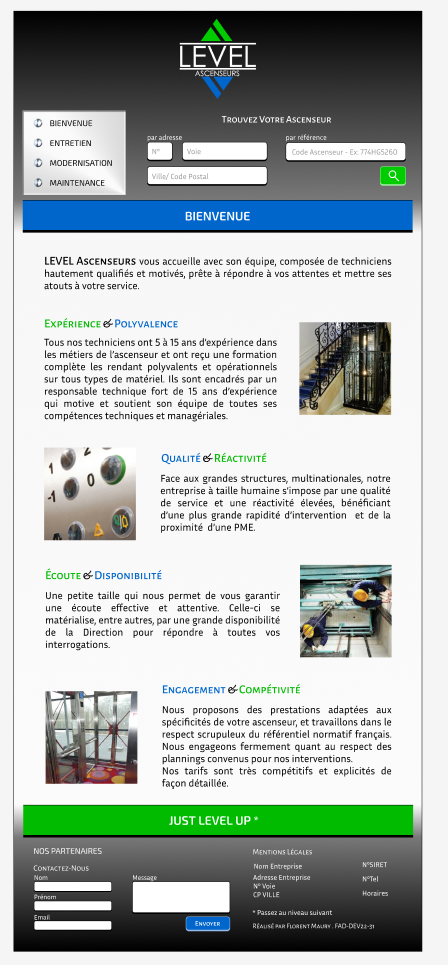 LEVEL
ASCENSEURS
BIENVENUE
ENTRETIEN
MODERNISATION
MAINTENANCE
Trouvez Votre Ascenseur
par adresse
par référence
N°
Voie
Code Ascenseur - Ex: 774HG5260
Ville/ Code Postal
BIENVENUE
LEVEL Ascenseurs vous accueille avec son équipe, composée de techniciens
hautement qualifiés et motivés, prête à répondre à vos attentes et mettre ses
atouts à votre service.
Expérience & Polyvalence
Tous nos techniciens ont 5 à 15 ans d'expérience dans
les métiers de l'ascenseur et ont reçu une formation
complète les rendant polyvalents et opérationnels
sur tous types de matériel. Ils sont encadrés par un
responsable technique fort de 15 ans d'expérience
qui motive et soutient son équipe de toutes ses
compétences techniques et managériales.
Qualité & Réactivité
Face aux grandes structures, multinationales, notre
entreprise à taille humaine s'impose par une qualité
de service et une réactivité élevées, bénéficiant
d'une plus grande rapidité d'intervention et de la
proximité d'une PME.
Écoute & Disponibilité
Une petite taille qui nous permet de vous garantir
une écoute effective et attentive. Celle-ci se
matérialise, entre autres, par une grande disponibilité
de la Direction pour répondre à toutes vos
interrogations.
Engagement & Compétivité
Nous proposons des prestations adaptées aux
spécificités de votre ascenseur, et travaillons dans le
respect scrupuleux du référentiel normatif français.
Nous engageons fermement quant au respect des
plannings convenus pour nos interventions.
Nos tarifs sont très compétitifs et explicités de
façon détaillée.
JUST LEVEL UP *
NOS PARTENAIRES
Contactez-Nous
Nom
Prénom
Email
Message
Envoyer
Mentions Légales
Nom Entreprise
Adresse Entreprise
N° Voie
CP VILLE
N°SIRET
N°Tel
Horaires
* Passez au niveau suivant
Réalisé par Florent Maury . FAD-DEV22-31